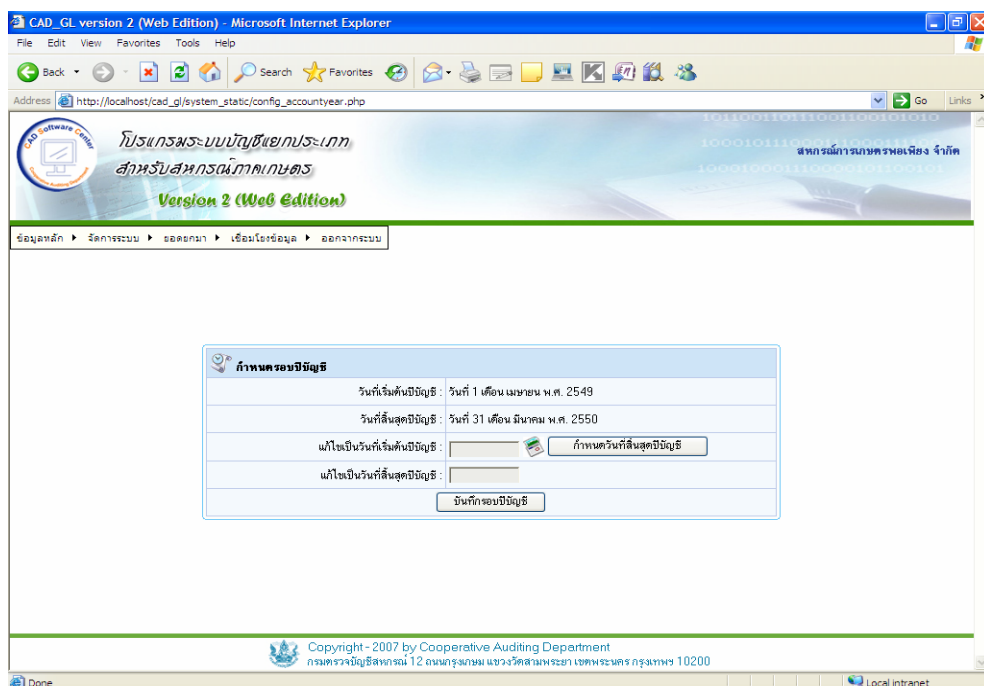 CAD_GL version 2 (Web Edition) - Microsoft Internet Explorer
File Edit View Favorites Tools Help
Back Search Favorites
Address http://localhost/cad_gl/system_static/config_accountyear.php Go Links
CAD Software Center
โปรแกรมระบบบัญชีแยกประเภท
สำหรับสหกรณ์ภาคเกษตร
Version 2 (Web Edition)
สหกรณ์การเกษตรพอเพียง จำกัด
ข้อมูลหลัก จัดการระบบ ยอดยกมา เชื่อมโยงข้อมูล ออกจากระบบ
กำหนดรอบปีบัญชี
วันที่เริ่มต้นปีบัญชี : วันที่ 1 เดือน เมษายน พ.ศ. 2549
วันที่สิ้นสุดปีบัญชี : วันที่ 31 เดือน มีนาคม พ.ศ. 2550
แก้ไขเป็นวันที่เริ่มต้นปีบัญชี : กำหนดวันที่สิ้นสุดปีบัญชี
แก้ไขเป็นวันที่สิ้นสุดปีบัญชี :
บันทึกรอบปีบัญชี
Copyright - 2007 by Cooperative Auditing Department
กรมตรวจบัญชีสหกรณ์ 12 ถนนกรุงเกษม แขวงวัดสามพระยา เขตพระนคร กรุงเทพฯ 10200
Done Local intranet